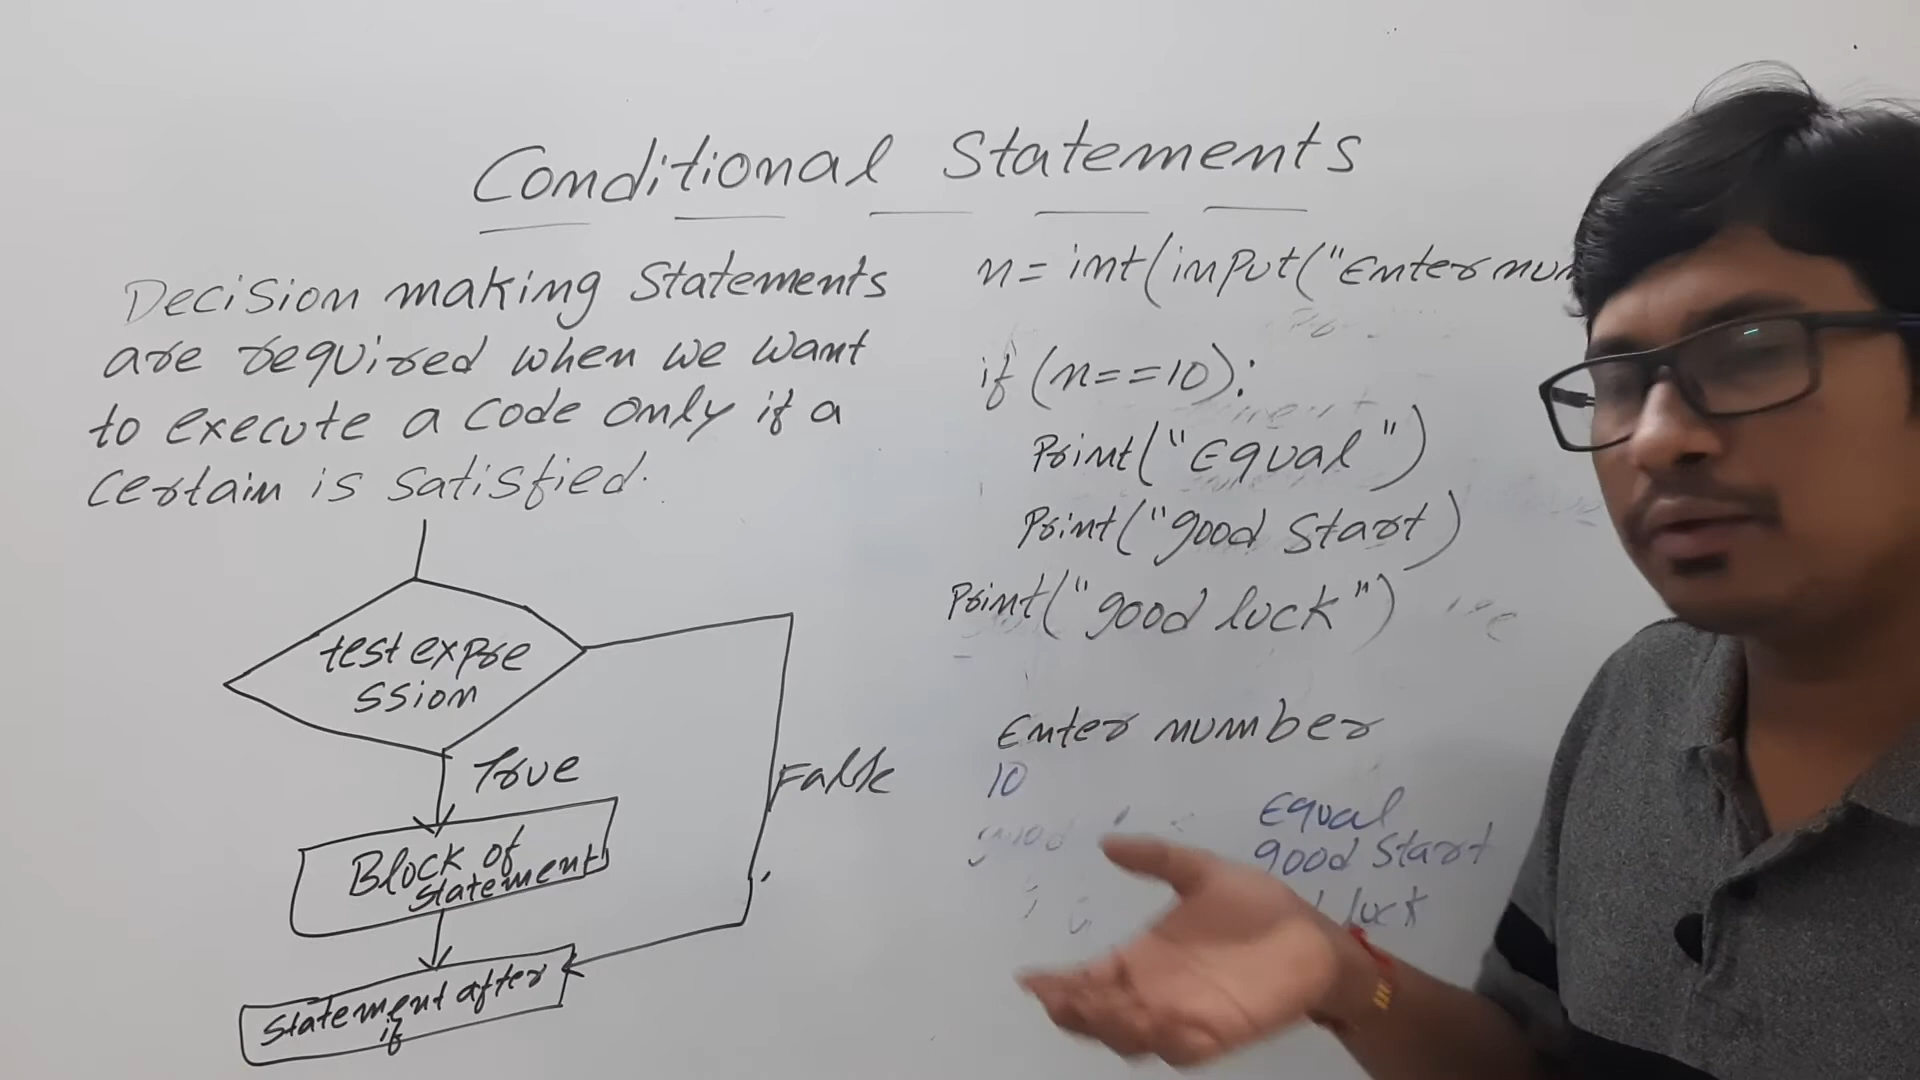 Conditional Statements
Decision making Statements
are required when we want
to execute a code only if a
certain is satisfied.
test expre
ssion
True
False
Block of
statements
Statement after
if
n= int(input("Enter num
if (n==10):
Print("Equal")
Print("good Start)
Print("good luck")
Enter number
10
good
Equal
good Start
luck